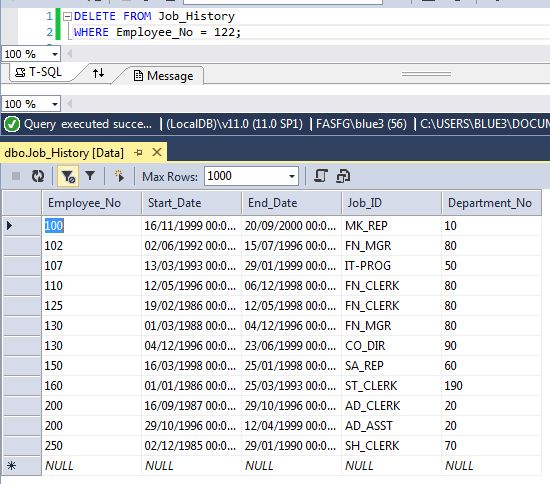 1 DELETE FROM Job_History
2 WHERE Employee_No = 122;
100 %
T-SQL Message
100 %
Query executed succe... | (LocalDB)\v11.0 (11.0 SP1) | FASFG\blue3 (56) | C:\USERS\BLUE3\DOCUM
dbo.Job_History [Data]
Max Rows: 1000
Employee_No Start_Date End_Date Job_ID Department_No
100 16/11/1999 00:0... 20/09/2000 00:0... MK_REP 10
102 02/06/1992 00:0... 15/07/1996 00:0... FN_MGR 80
107 13/03/1993 00:0... 29/01/1999 00:0... IT-PROG 50
110 12/05/1996 00:0... 06/12/1998 00:0... FN_CLERK 80
125 19/02/1986 00:0... 12/05/1998 00:0... FN_CLERK 80
130 01/03/1988 00:0... 04/12/1996 00:0... FN_MGR 80
130 04/12/1996 00:0... 23/06/1999 00:0... CO_DIR 90
150 16/03/1998 00:0... 25/01/1998 00:0... SA_REP 60
160 01/01/1986 00:0... 25/03/1993 00:0... ST_CLERK 190
200 16/09/1987 00:0... 29/10/1996 00:0... AD_CLERK 20
200 29/10/1996 00:0... 12/04/1999 00:0... AD_ASST 20
250 02/12/1985 00:0... 29/01/1990 00:0... SH_CLERK 70
NULL NULL NULL NULL NULL